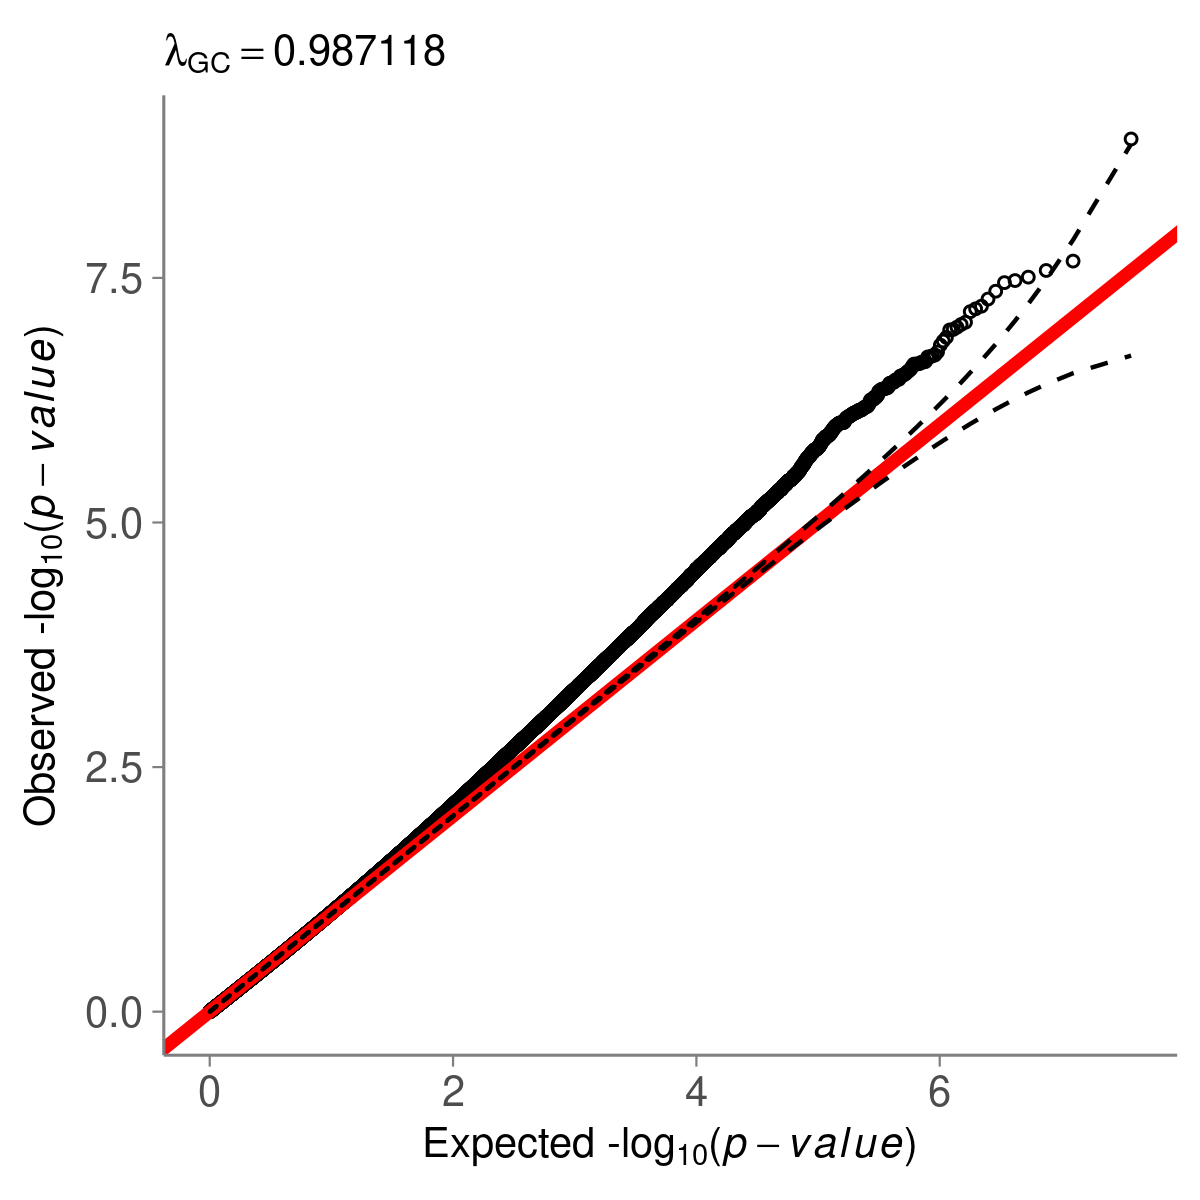 λGC = 0.987118
Observed -log10(p − value)
7.5
5.0
2.5
0.0
0 2 4 6
Expected -log10(p − value)